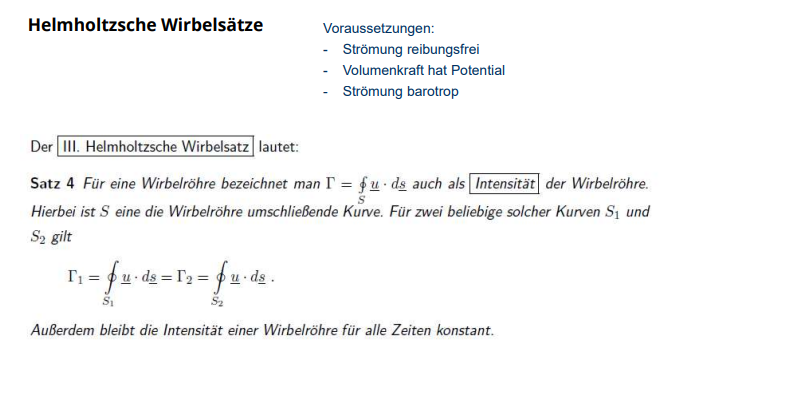 Helmholtzsche Wirbelsätze
Voraussetzungen:
- Strömung reibungsfrei
- Volumenkraft hat Potential
- Strömung barotrop
Der III. Helmholtzsche Wirbelsatz lautet:
Satz 4 Für eine Wirbelröhre bezeichnet man Γ = ∮_S u · ds auch als Intensität der Wirbelröhre.
Hierbei ist S eine die Wirbelröhre umschließende Kurve. Für zwei beliebige solcher Kurven S₁ und
S₂ gilt
Γ₁ = ∮_S₁ u · ds = Γ₂ = ∮_S₂ u · ds .
Außerdem bleibt die Intensität einer Wirbelröhre für alle Zeiten konstant.